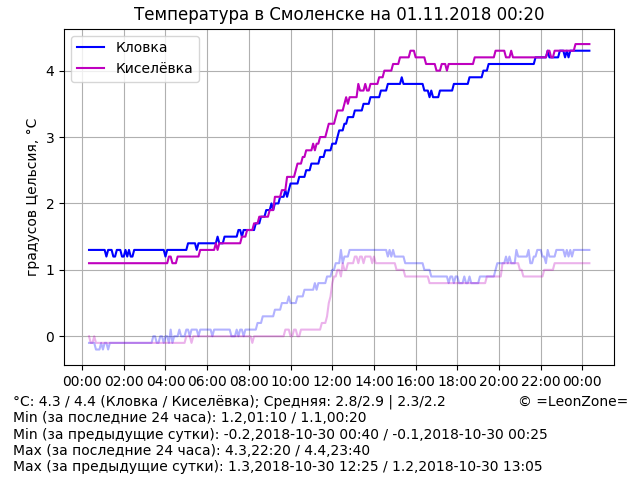 Температура в Смоленске на 01.11.2018 00:20
Кловка
Киселёвка
градусов Цельсия, °C
4
3
2
1
0
00:00 02:00 04:00 06:00 08:00 10:00 12:00 14:00 16:00 18:00 20:00 22:00 00:00
°C: 4.3 / 4.4 (Кловка / Киселёвка); Средняя: 2.8/2.9 | 2.3/2.2 © =LeonZone=
Min (за последние 24 часа): 1.2,01:10 / 1.1,00:20
Min (за предыдущие сутки): -0.2,2018-10-30 00:40 / -0.1,2018-10-30 00:25
Max (за последние 24 часа): 4.3,22:20 / 4.4,23:40
Max (за предыдущие сутки): 1.3,2018-10-30 12:25 / 1.2,2018-10-30 13:05